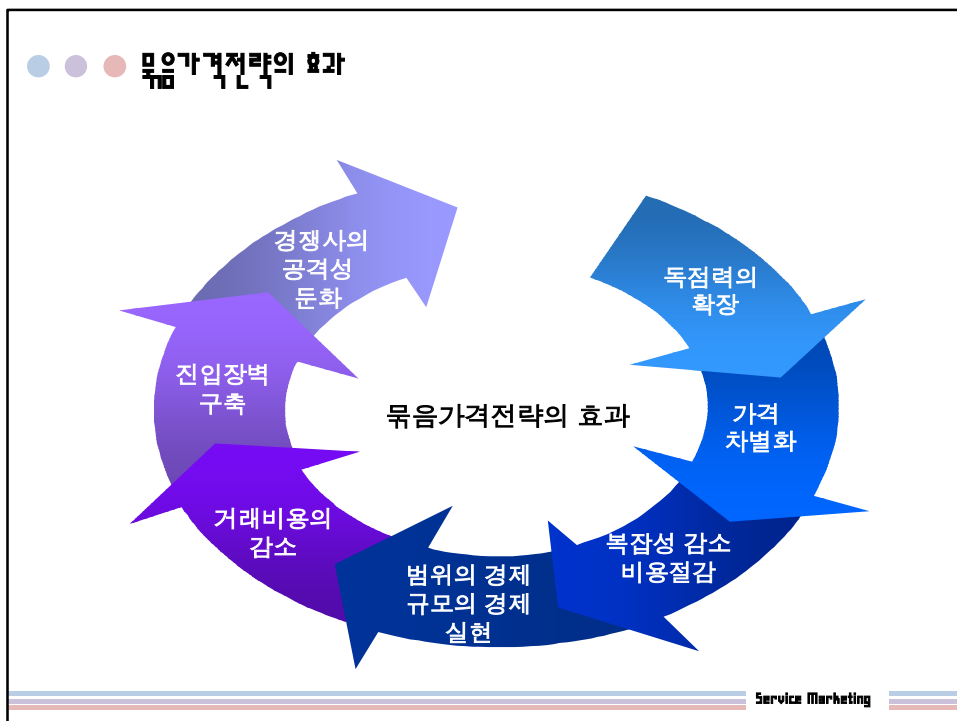 묶음가격전략의 효과
독점력의
확장
가격
차별화
복잡성 감소
비용절감
범위의 경제
규모의 경제
실현
거래비용의
감소
진입장벽
구축
경쟁사의
공격성
둔화
묶음가격전략의 효과
Service Marketing